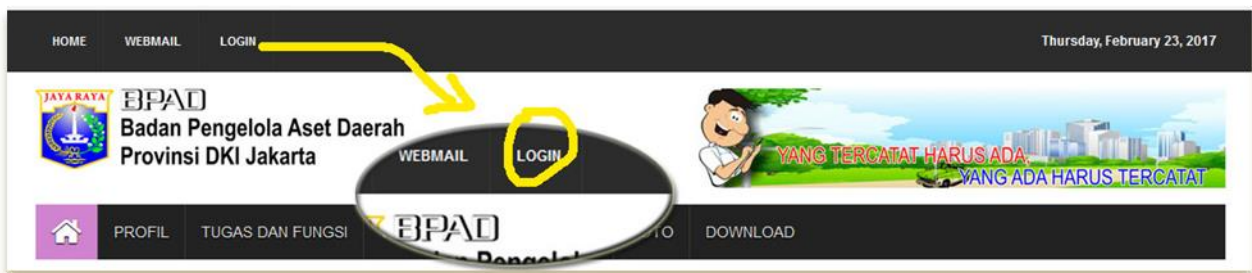 HOME WEBMAIL LOGIN Thursday, February 23, 2017
JAYA RAYA
BPAD
Badan Pengelola Aset Daerah
Provinsi DKI Jakarta
WEBMAIL LOGIN
YANG TERCATAT HARUS ADA,
YANG ADA HARUS TERCATAT
PROFIL TUGAS DAN FUNGSI DOWNLOAD
BPAD